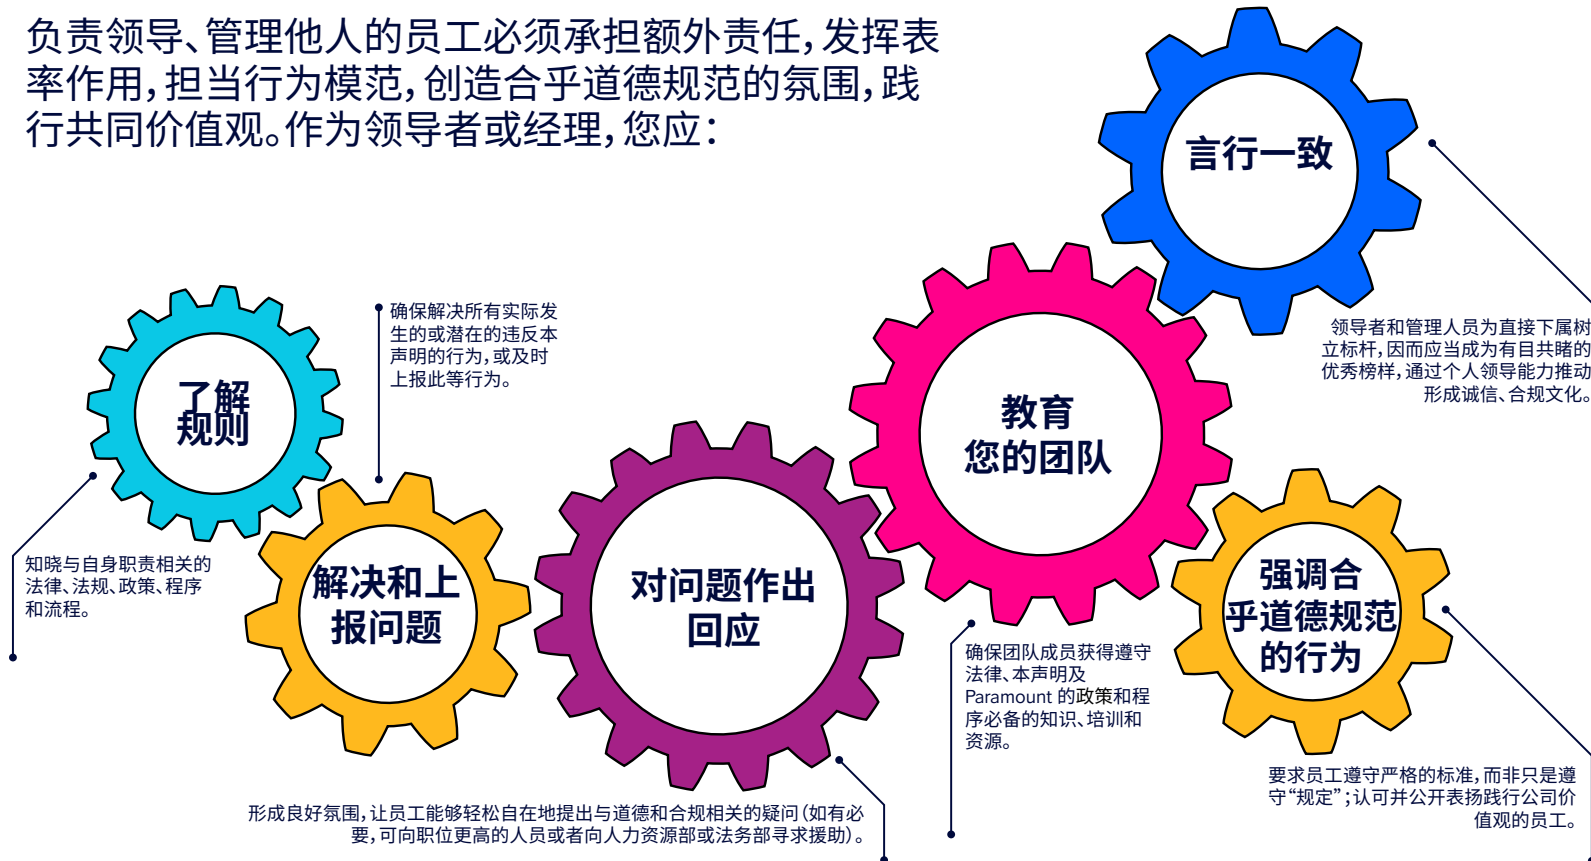 负责领导、管理他人的员工必须承担额外责任，发挥表
率作用，担当行为模范，创造合乎道德规范的氛围，践
行共同价值观。作为领导者或经理，您应：
言行一致
领导者和管理人员为直接下属树
立标杆，因而应当成为有目共睹的
优秀榜样，通过个人领导能力推动
形成诚信、合规文化。
了解
规则
知晓与自身职责相关的
法律、法规、政策、程序
和流程。
确保解决所有实际发
生的或潜在的违反本
声明的行为，或及时
上报此等行为。
解决和上
报问题
对问题作出
回应
形成良好氛围，让员工能够轻松自在地提出与道德和合规相关的疑问（如有必
要，可向职位更高的人员或者向人力资源部或法务部寻求援助）。
教育
您的团队
确保团队成员获得遵守
法律、本声明及
Paramount 的政策和程
序必备的知识、培训和
资源。
强调合
乎道德规范
的行为
要求员工遵守严格的标准，而非只是遵
守“规定”；认可并公开表扬践行公司价
值观的员工。